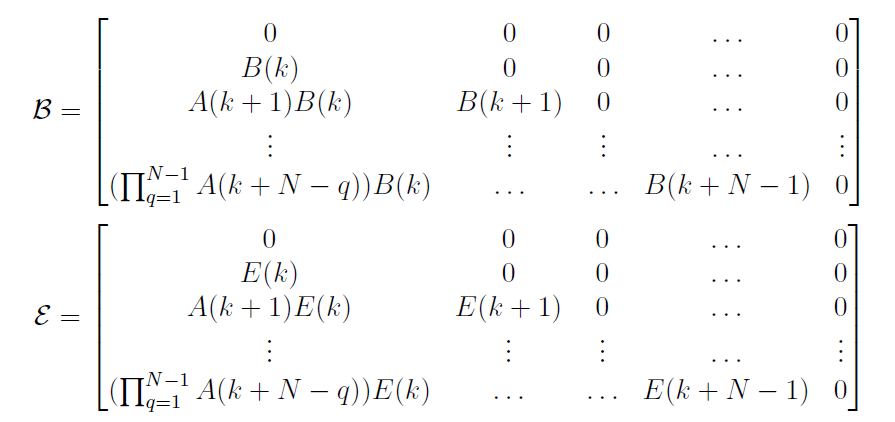 0 0 0 … 0
B(k) 0 0 … 0
ℬ = A(k + 1)B(k) B(k + 1) 0 … 0
⋮ ⋮ ⋮ … ⋮
(∏_{q=1}^{N−1} A(k + N − q))B(k) … … B(k + N − 1) 0
0 0 0 … 0
E(k) 0 0 … 0
ℰ = A(k + 1)E(k) E(k + 1) 0 … 0
⋮ ⋮ ⋮ … ⋮
(∏_{q=1}^{N−1} A(k + N − q))E(k) … … E(k + N − 1) 0